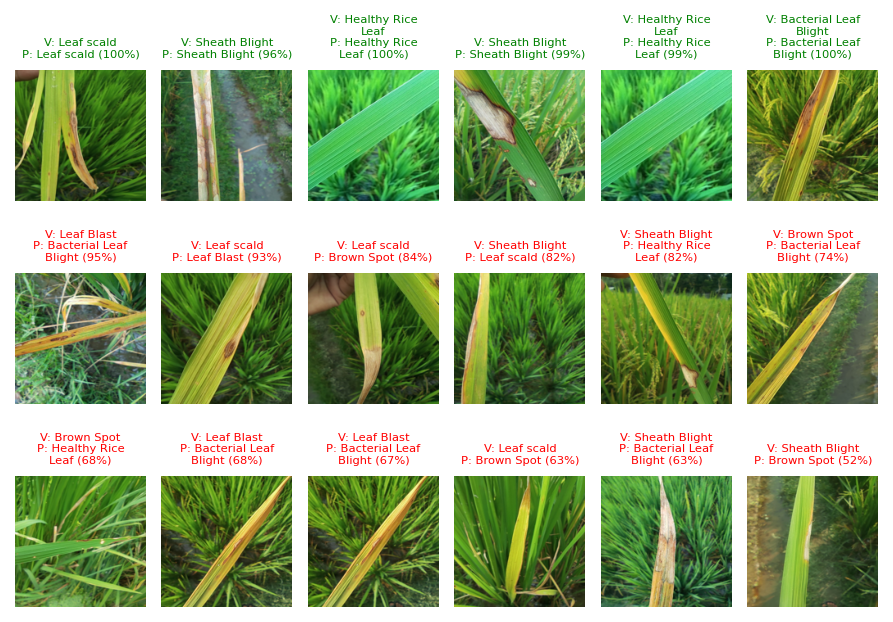 V: Leaf scald
P: Leaf scald (100%)
V: Sheath Blight
P: Sheath Blight (96%)
V: Healthy Rice
Leaf
P: Healthy Rice
Leaf (100%)
V: Sheath Blight
P: Sheath Blight (99%)
V: Healthy Rice
Leaf
P: Healthy Rice
Leaf (99%)
V: Bacterial Leaf
Blight
P: Bacterial Leaf
Blight (100%)
V: Leaf Blast
P: Bacterial Leaf
Blight (95%)
V: Leaf scald
P: Leaf Blast (93%)
V: Leaf scald
P: Brown Spot (84%)
V: Sheath Blight
P: Leaf scald (82%)
V: Sheath Blight
P: Healthy Rice
Leaf (82%)
V: Brown Spot
P: Bacterial Leaf
Blight (74%)
V: Brown Spot
P: Healthy Rice
Leaf (68%)
V: Leaf Blast
P: Bacterial Leaf
Blight (68%)
V: Leaf Blast
P: Bacterial Leaf
Blight (67%)
V: Leaf scald
P: Brown Spot (63%)
V: Sheath Blight
P: Bacterial Leaf
Blight (63%)
V: Sheath Blight
P: Brown Spot (52%)